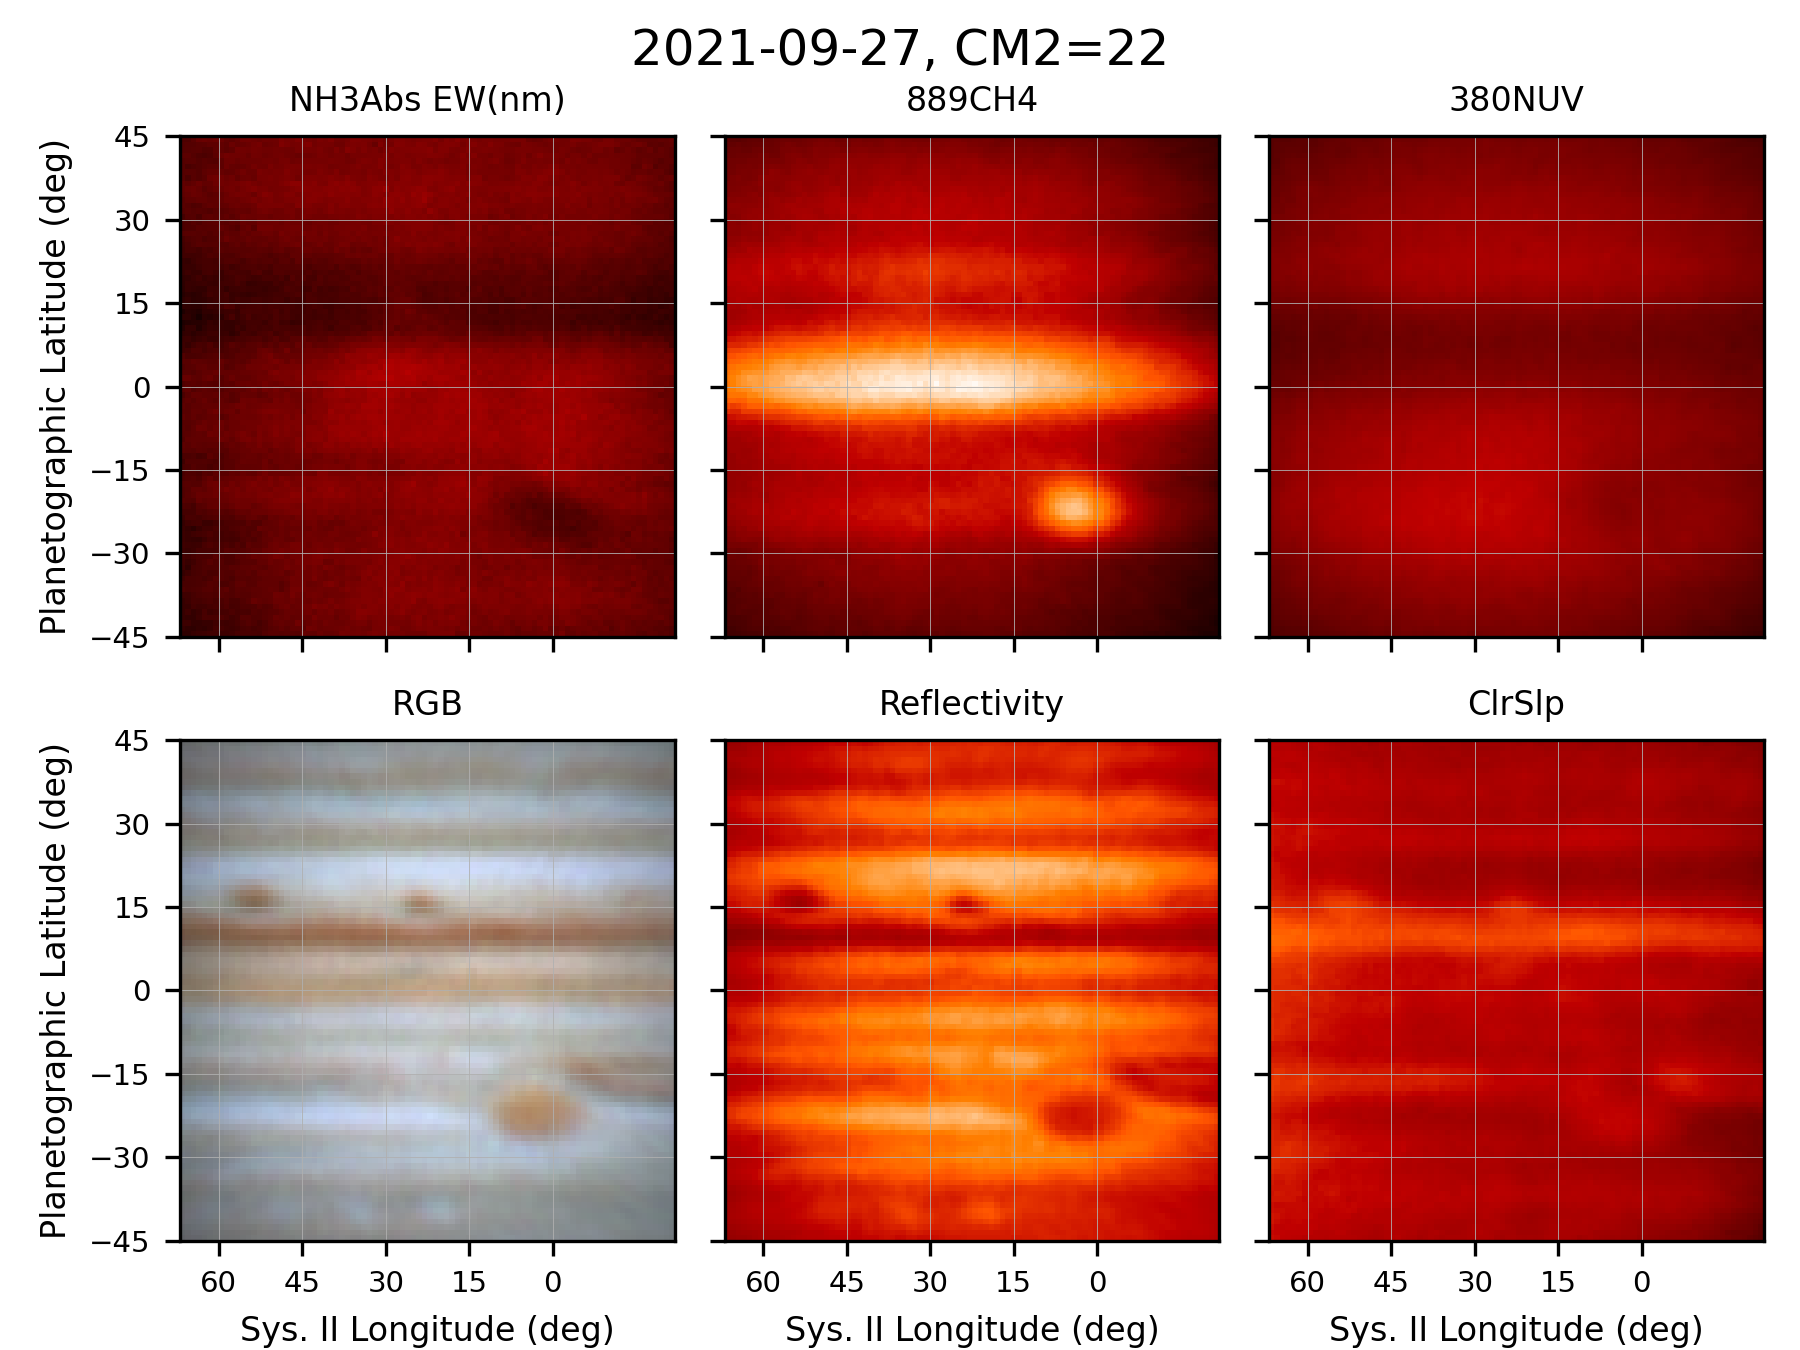 2021-09-27, CM2=22
NH3Abs EW(nm) 889CH4 380NUV
Planetographic Latitude (deg)
45
30
15
0
−15
−30
−45
RGB Reflectivity ClrSlp
Planetographic Latitude (deg)
45
30
15
0
−15
−30
−45
60 45 30 15 0 60 45 30 15 0 60 45 30 15 0
Sys. II Longitude (deg) Sys. II Longitude (deg) Sys. II Longitude (deg)